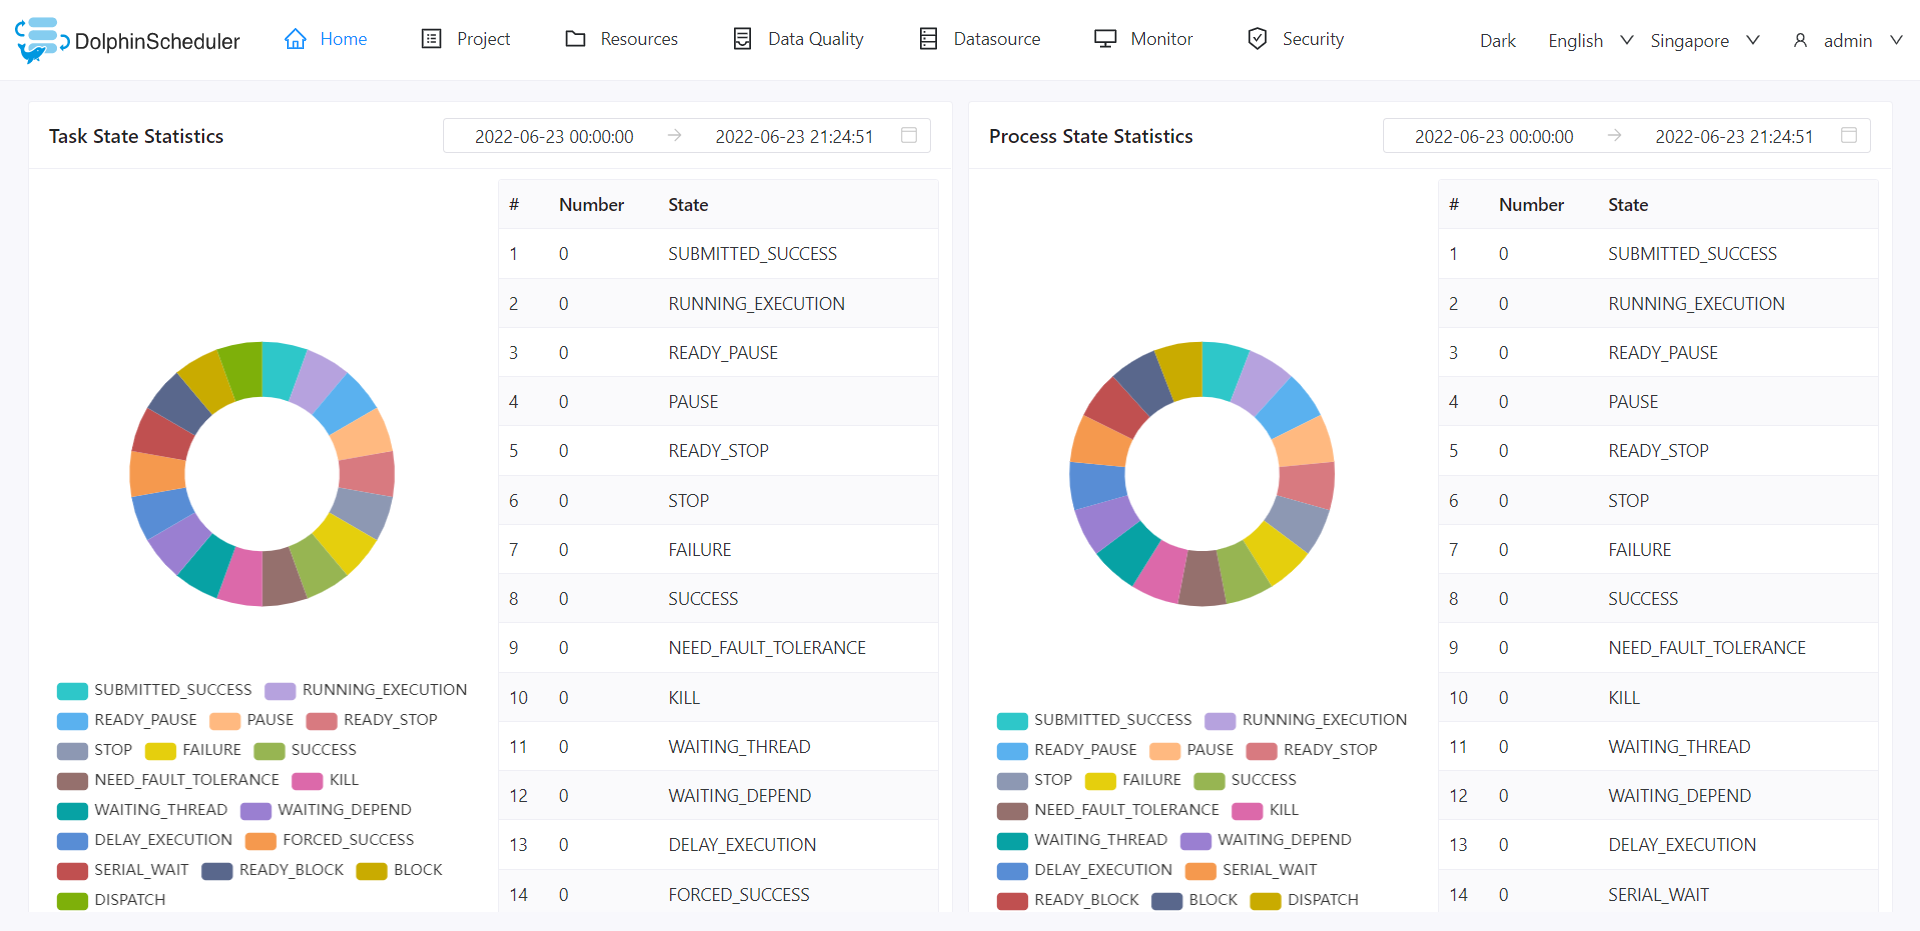 DolphinScheduler Home Project Resources Data Quality Datasource Monitor Security Dark English Singapore admin
Task State Statistics 2022-06-23 00:00:00 2022-06-23 21:24:51
# Number State
1 0 SUBMITTED_SUCCESS
2 0 RUNNING_EXECUTION
3 0 READY_PAUSE
4 0 PAUSE
5 0 READY_STOP
6 0 STOP
7 0 FAILURE
8 0 SUCCESS
9 0 NEED_FAULT_TOLERANCE
10 0 KILL
11 0 WAITING_THREAD
12 0 WAITING_DEPEND
13 0 DELAY_EXECUTION
14 0 FORCED_SUCCESS
SUBMITTED_SUCCESS RUNNING_EXECUTION
READY_PAUSE PAUSE READY_STOP
STOP FAILURE SUCCESS
NEED_FAULT_TOLERANCE KILL
WAITING_THREAD WAITING_DEPEND
DELAY_EXECUTION FORCED_SUCCESS
SERIAL_WAIT READY_BLOCK BLOCK
DISPATCH
Process State Statistics 2022-06-23 00:00:00 2022-06-23 21:24:51
# Number State
1 0 SUBMITTED_SUCCESS
2 0 RUNNING_EXECUTION
3 0 READY_PAUSE
4 0 PAUSE
5 0 READY_STOP
6 0 STOP
7 0 FAILURE
8 0 SUCCESS
9 0 NEED_FAULT_TOLERANCE
10 0 KILL
11 0 WAITING_THREAD
12 0 WAITING_DEPEND
13 0 DELAY_EXECUTION
14 0 SERIAL_WAIT
SUBMITTED_SUCCESS RUNNING_EXECUTION
READY_PAUSE PAUSE READY_STOP
STOP FAILURE SUCCESS
NEED_FAULT_TOLERANCE KILL
WAITING_THREAD WAITING_DEPEND
DELAY_EXECUTION SERIAL_WAIT
READY_BLOCK BLOCK DISPATCH